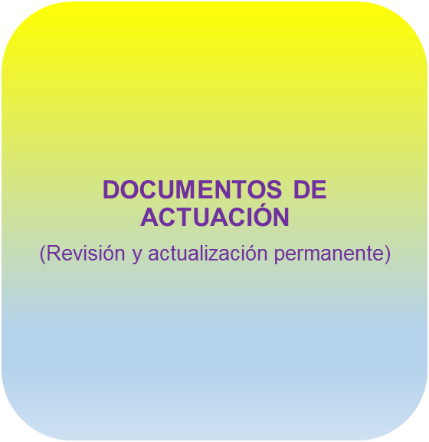 DOCUMENTOS DE
ACTUACIÓN
(Revisión y actualización permanente)